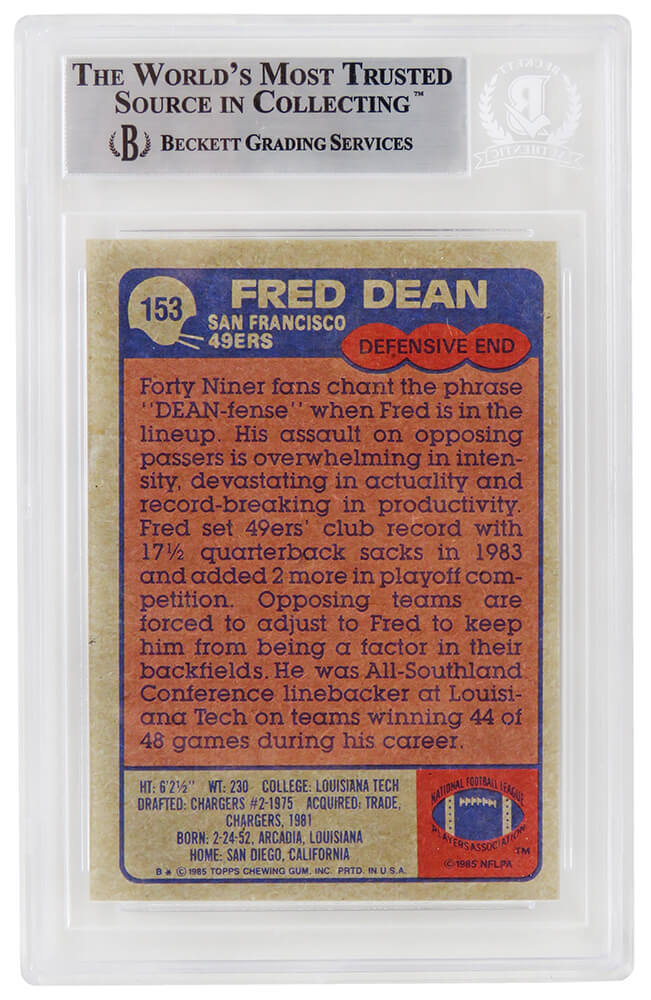 THE WORLD'S MOST TRUSTED
SOURCE IN COLLECTING™
B BECKETT GRADING SERVICES
BECKETT
B
AUTHENTIC
153
FRED DEAN
SAN FRANCISCO
49ERS
DEFENSIVE END
Forty Niner fans chant the phrase
"DEAN-fense" when Fred is in the
lineup. His assault on opposing
passers is overwhelming in inten-
sity, devastating in actuality and
record-breaking in productivity.
Fred set 49ers' club record with
17½ quarterback sacks in 1983
and added 2 more in playoff com-
petition. Opposing teams are
forced to adjust to Fred to keep
him from being a factor in their
backfields. He was All-Southland
Conference linebacker at Louisi-
ana Tech on teams winning 44 of
48 games during his career.
HT: 6'2½" WT: 230 COLLEGE: LOUISIANA TECH
DRAFTED: CHARGERS #2-1975 ACQUIRED: TRADE,
CHARGERS, 1981
BORN: 2-24-52, ARCADIA, LOUISIANA
HOME: SAN DIEGO, CALIFORNIA
B * © 1985 TOPPS CHEWING GUM, INC. PRTD. IN U.S.A.
NATIONAL FOOTBALL LEAGUE
PLAYERS ASSOCIATION
TM
© 1985 NFLPA